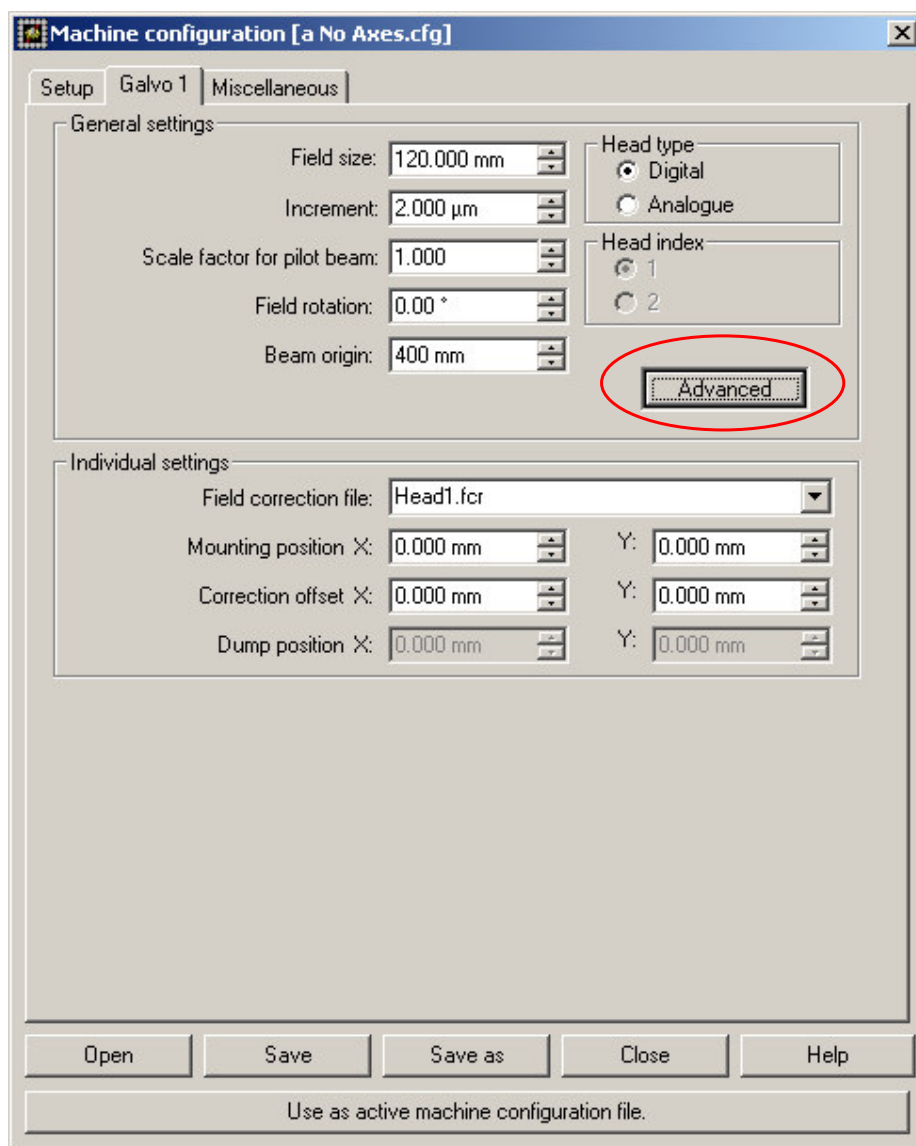 Machine configuration [a No Axes.cfg]
Setup Galvo 1 Miscellaneous
General settings
Field size: 120.000 mm
Increment: 2.000 µm
Scale factor for pilot beam: 1.000
Field rotation: 0.00 °
Beam origin: 400 mm
Head type
Digital
Analogue
Head index
1
2
Advanced
Individual settings
Field correction file: Head1.fcr
Mounting position X: 0.000 mm Y: 0.000 mm
Correction offset X: 0.000 mm Y: 0.000 mm
Dump position X: 0.000 mm Y: 0.000 mm
Open Save Save as Close Help
Use as active machine configuration file.